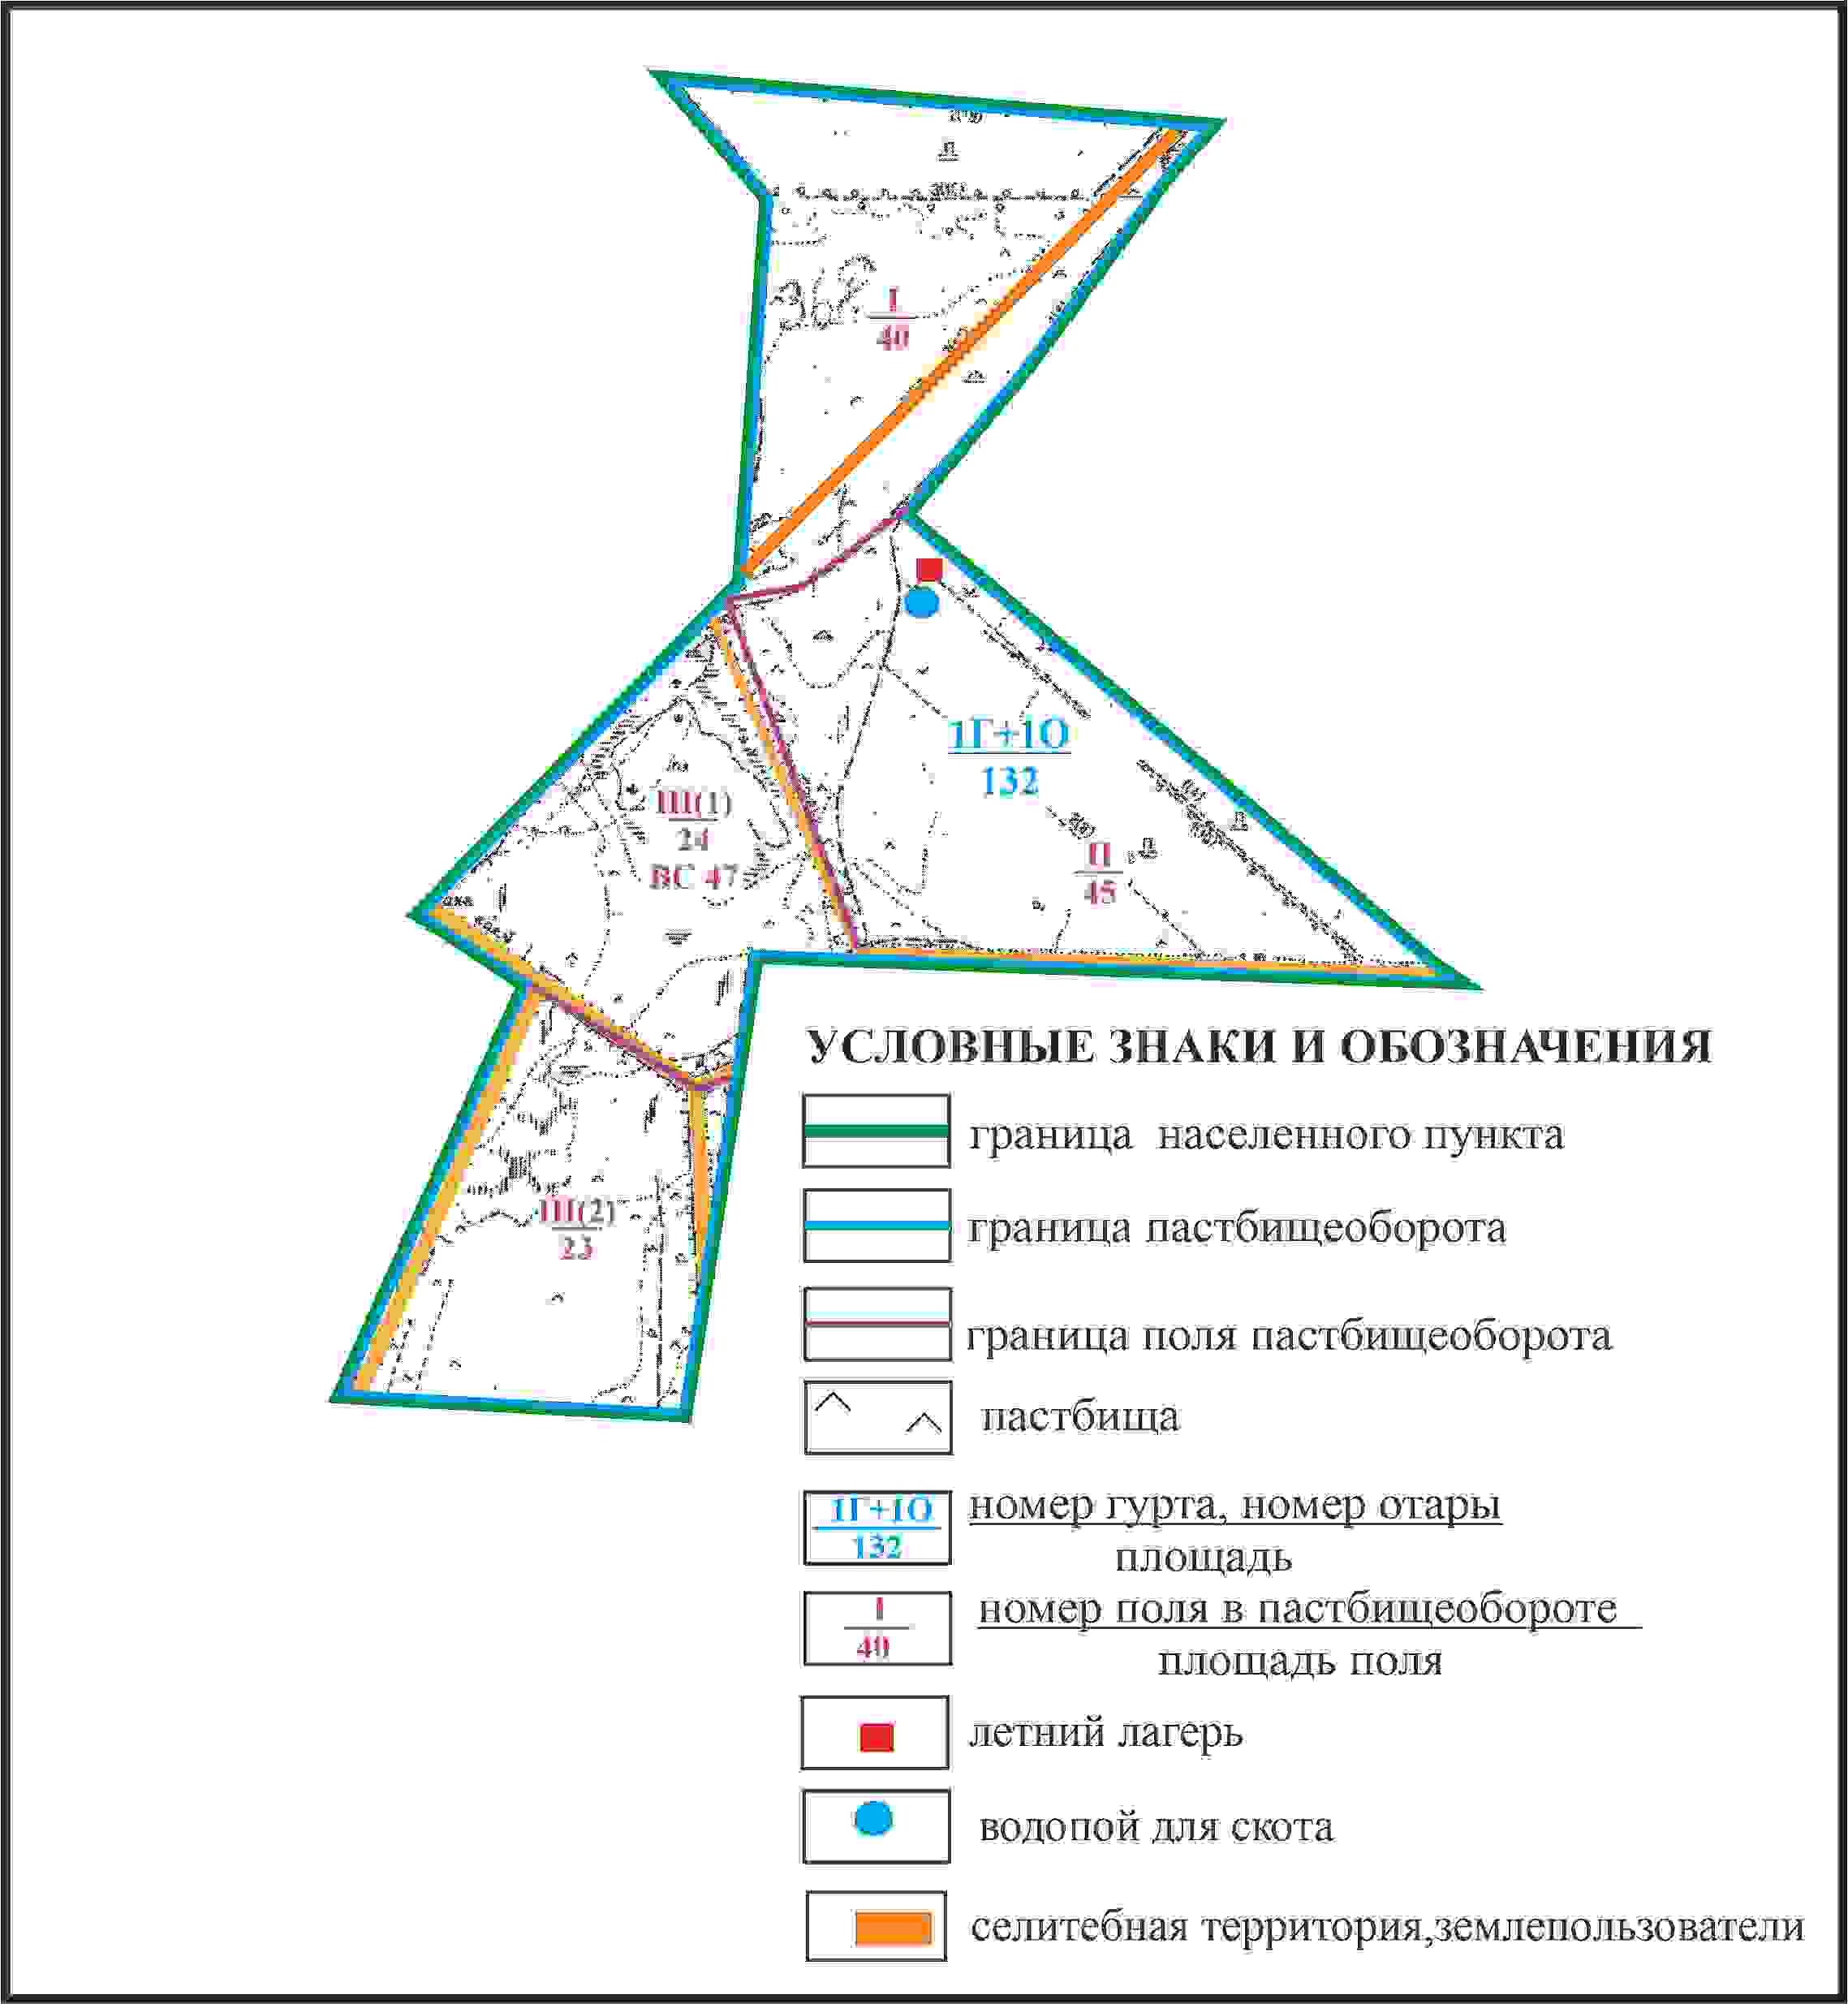 I
40
1Г+1О
132
III(1)
24
ВС 47
II
45
III(2)
23
УСЛОВНЫЕ ЗНАКИ И ОБОЗНАЧЕНИЯ
граница населенного пункта
граница пастбищеоборота
граница поля пастбищеоборота
пастбища
1Г+1О
132
номер гурта, номер отары
площадь
I
40
номер поля в пастбищеобороте
площадь поля
летний лагерь
водопой для скота
селитебная территория,землепользователи